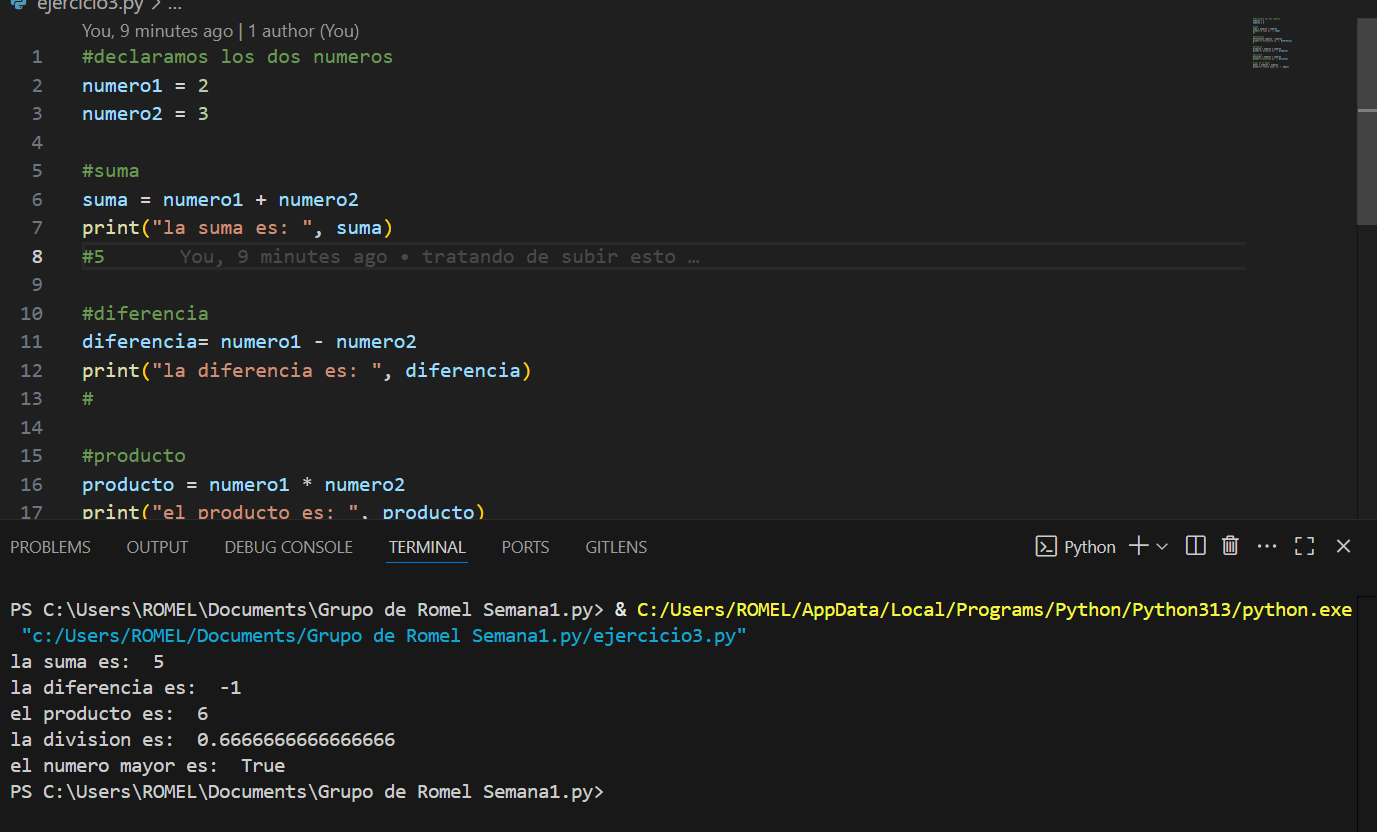 ejercicio3.py > ...
You, 9 minutes ago | 1 author (You)
1 #declaramos los dos numeros
2 numero1 = 2
3 numero2 = 3
4
5 #suma
6 suma = numero1 + numero2
7 print("la suma es: ", suma)
8 #5 You, 9 minutes ago • tratando de subir esto …
9
10 #diferencia
11 diferencia= numero1 - numero2
12 print("la diferencia es: ", diferencia)
13 #
14
15 #producto
16 producto = numero1 * numero2
17 print("el producto es: ", producto)
PROBLEMS OUTPUT DEBUG CONSOLE TERMINAL PORTS GITLENS Python
PS C:\Users\ROMEL\Documents\Grupo de Romel Semana1.py> & C:/Users/ROMEL/AppData/Local/Programs/Python/Python313/python.exe
"c:/Users/ROMEL/Documents/Grupo de Romel Semana1.py/ejercicio3.py"
la suma es:  5
la diferencia es:  -1
el producto es:  6
la division es:  0.6666666666666666
el numero mayor es:  True
PS C:\Users\ROMEL\Documents\Grupo de Romel Semana1.py>